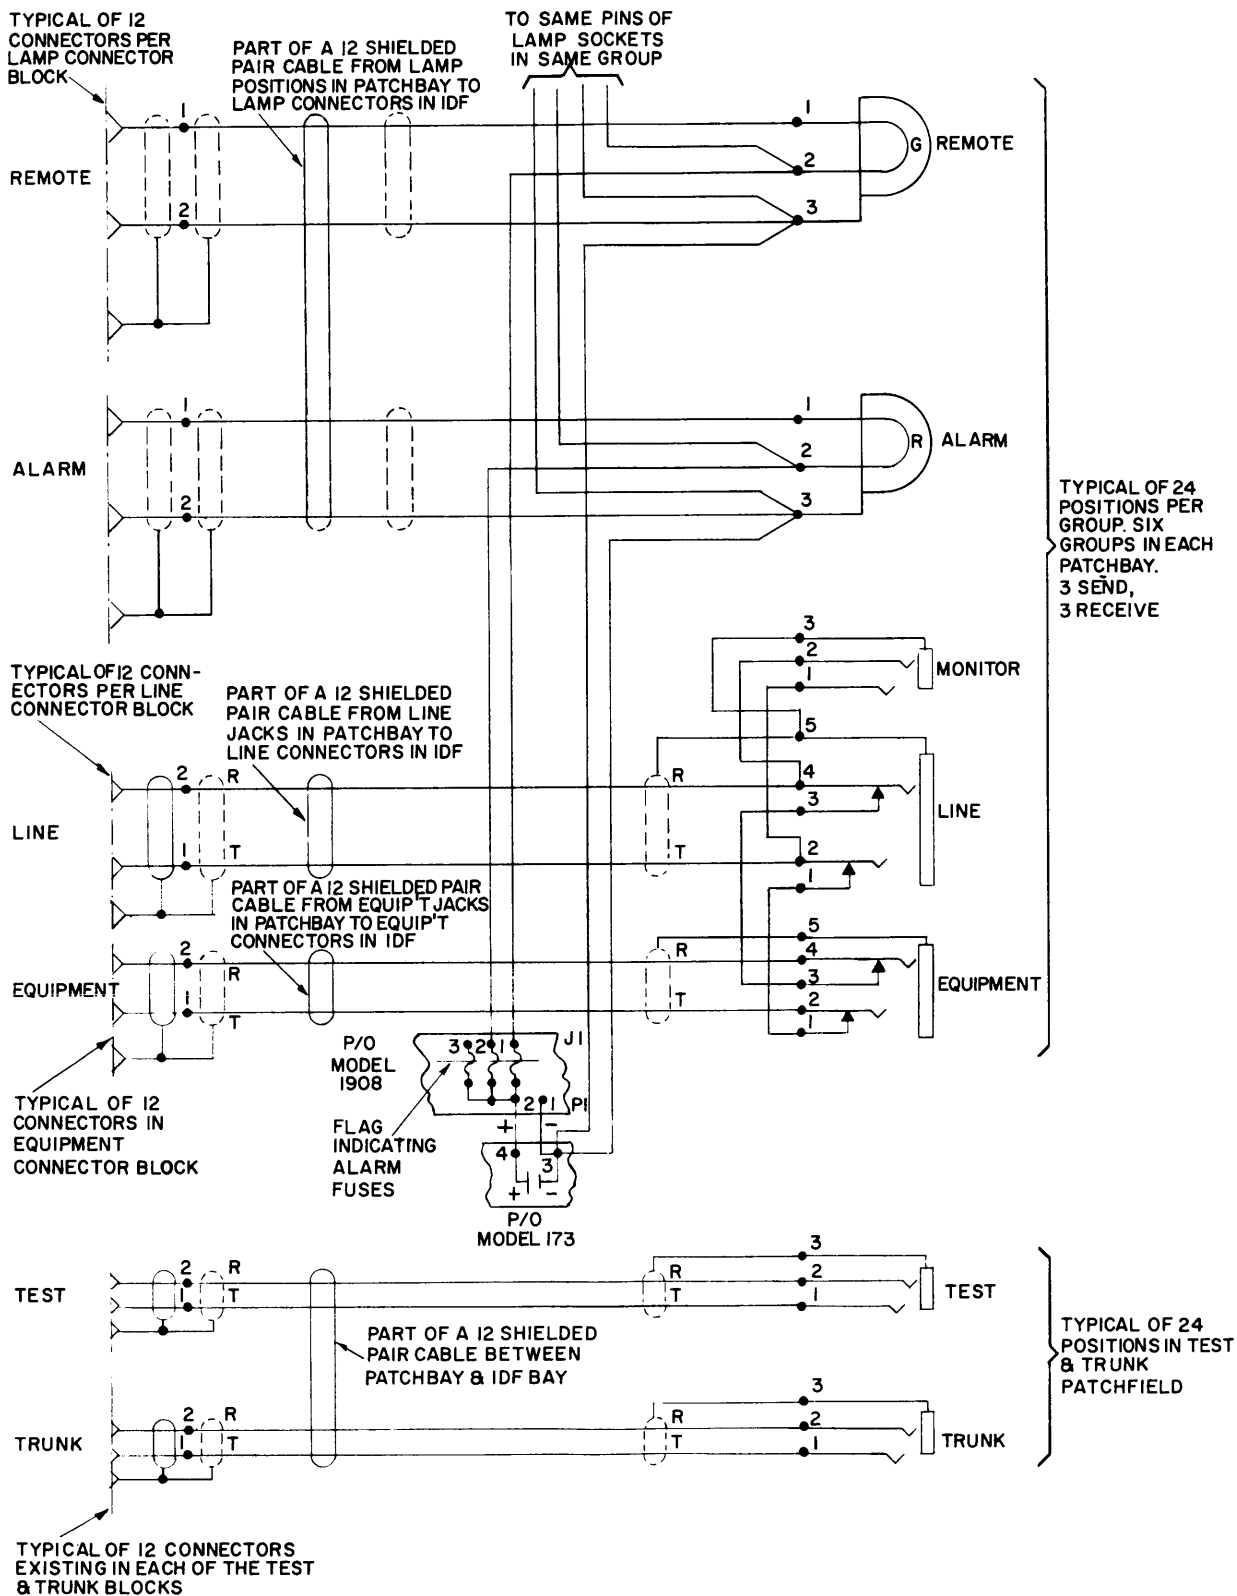 TYPICAL OF 12
CONNECTORS PER
LAMP CONNECTOR
BLOCK
PART OF A 12 SHIELDED
PAIR CABLE FROM LAMP
POSITIONS IN PATCHBAY TO
LAMP CONNECTORS IN IDF
TO SAME PINS OF
LAMP SOCKETS
IN SAME GROUP
1
1
G
REMOTE
2
REMOTE
2
3
1
1
R
ALARM
2
ALARM
2
3
TYPICAL OF 24
POSITIONS PER
GROUP. SIX
GROUPS IN EACH
PATCHBAY.
3 SEND,
3 RECEIVE
3
2
MONITOR
1
TYPICAL OF 12 CONN-
ECTORS PER LINE
CONNECTOR BLOCK
PART OF A 12 SHIELDED
PAIR CABLE FROM LINE
JACKS IN PATCHBAY TO
LINE CONNECTORS IN IDF
5
2
R
R
4
3
LINE
LINE
1
T
T
2
1
PART OF A 12 SHIELDED PAIR
CABLE FROM EQUIP'T JACKS
IN PATCHBAY TO EQUIP'T
CONNECTORS IN IDF
5
2
R
R
4
3
EQUIPMENT
EQUIPMENT
1
T
T
2
1
P/O
MODEL
1908
3 2 1
J1
2 1 P1
FLAG
INDICATING
ALARM
FUSES
+ -
4 3
+ -
P/O
MODEL 173
TYPICAL OF 12
CONNECTORS IN
EQUIPMENT
CONNECTOR BLOCK
3
2
R
R
2
TEST
1
T
T
1
TEST
PART OF A 12 SHIELDED
PAIR CABLE BETWEEN
PATCHBAY & IDF BAY
TYPICAL OF 24
POSITIONS IN TEST
& TRUNK
PATCHFIELD
3
2
R
R
2
TRUNK
1
T
T
1
TRUNK
TYPICAL OF 12 CONNECTORS
EXISTING IN EACH OF THE TEST
& TRUNK BLOCKS